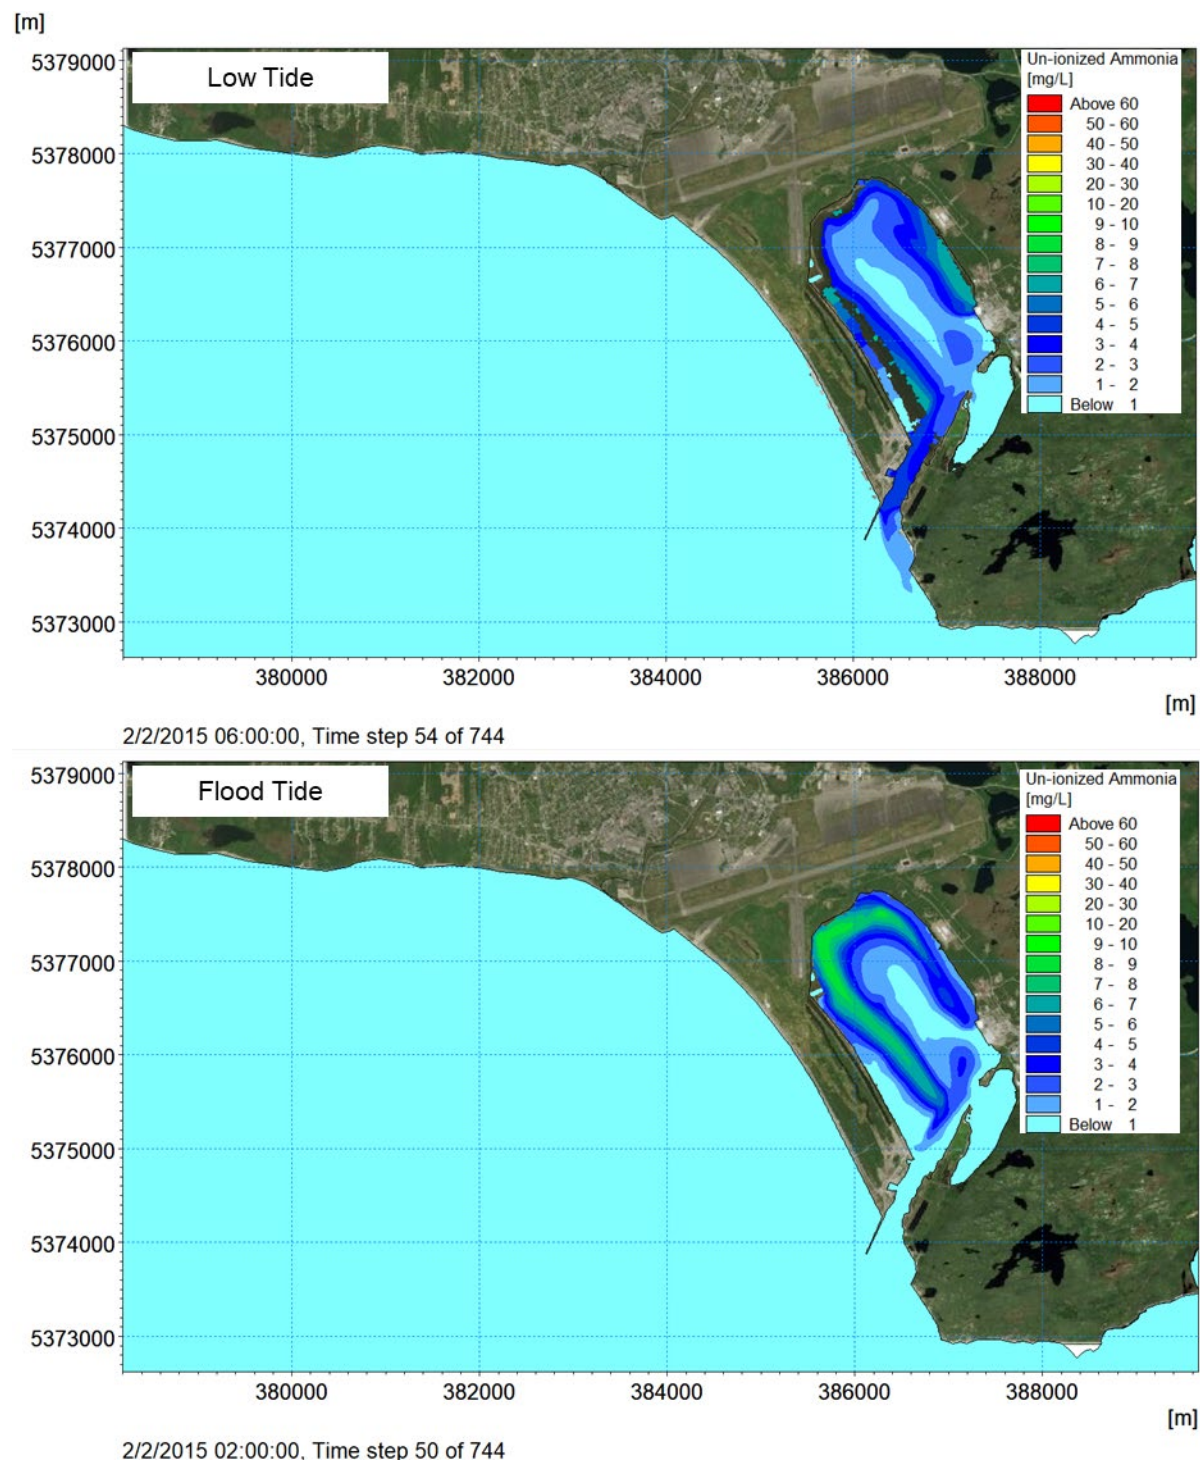 [m]
5379000
Low Tide
5378000
5377000
5376000
5375000
5374000
5373000
Un-ionized Ammonia
[mg/L]
Above 60
50 - 60
40 - 50
30 - 40
20 - 30
10 - 20
9 - 10
8 - 9
7 - 8
6 - 7
5 - 6
4 - 5
3 - 4
2 - 3
1 - 2
Below 1
380000 382000 384000 386000 388000
[m]
2/2/2015 06:00:00, Time step 54 of 744
5379000
Flood Tide
5378000
5377000
5376000
5375000
5374000
5373000
Un-ionized Ammonia
[mg/L]
Above 60
50 - 60
40 - 50
30 - 40
20 - 30
10 - 20
9 - 10
8 - 9
7 - 8
6 - 7
5 - 6
4 - 5
3 - 4
2 - 3
1 - 2
Below 1
380000 382000 384000 386000 388000
[m]
2/2/2015 02:00:00, Time step 50 of 744